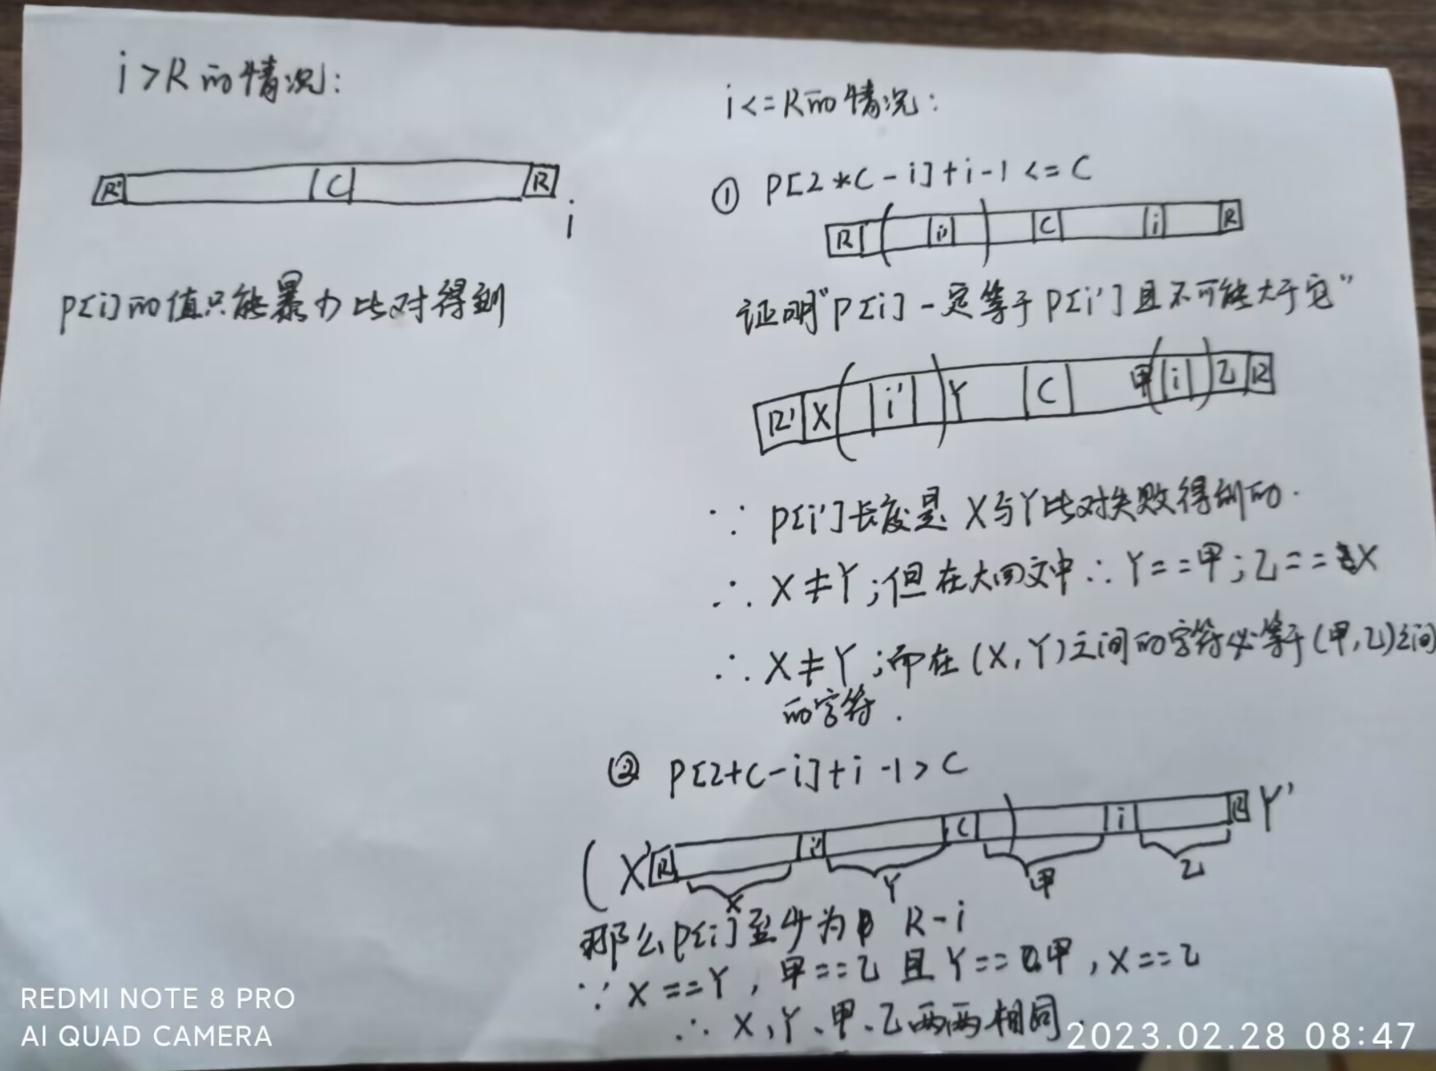 i>R的情况:
R' C R
i
P[i]的值只能暴力比对得到
i<=R的情况:
① P[2*C-i]+i-1<=C
R ( i' ) C i R
证明"P[i]一定等于P[i']且不可能大于它"
R' X ( i' ) Y C 甲 ( i ) 乙 R
∵ P[i']长度是X与Y比对失败得到的.
∴ X≠Y;但在大回文中∴Y==甲;乙==X
∴ X≠Y;而在(X,Y)之间的字符必等于(甲,乙)之间
的字符.
② P[2+C-i]+i-1>C
( X' R i' C ) i R Y'
X Y 甲 乙
那么P[i]至少为 R-i
∵ X==Y,甲==乙且Y==甲,X==乙
∴ X、Y、甲、乙两两相同.
REDMI NOTE 8 PRO
AI QUAD CAMERA
2023.02.28 08:47